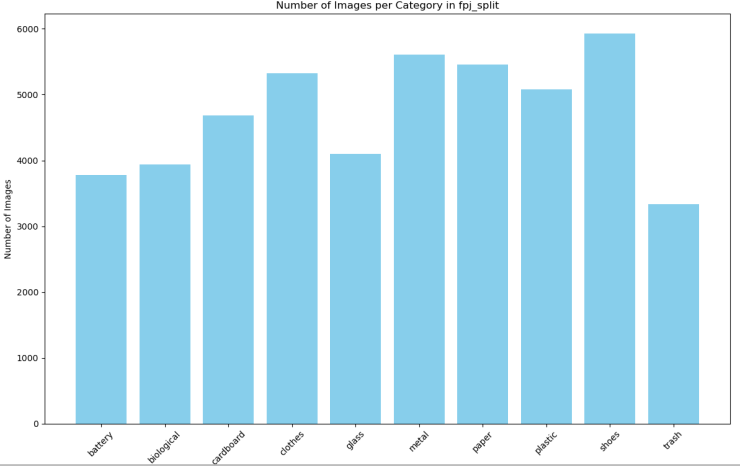 Number of Images per Category in fpj_split
Number of Images
6000
5000
4000
3000
2000
1000
0
battery
biological
cardboard
clothes
glass
metal
paper
plastic
shoes
trash